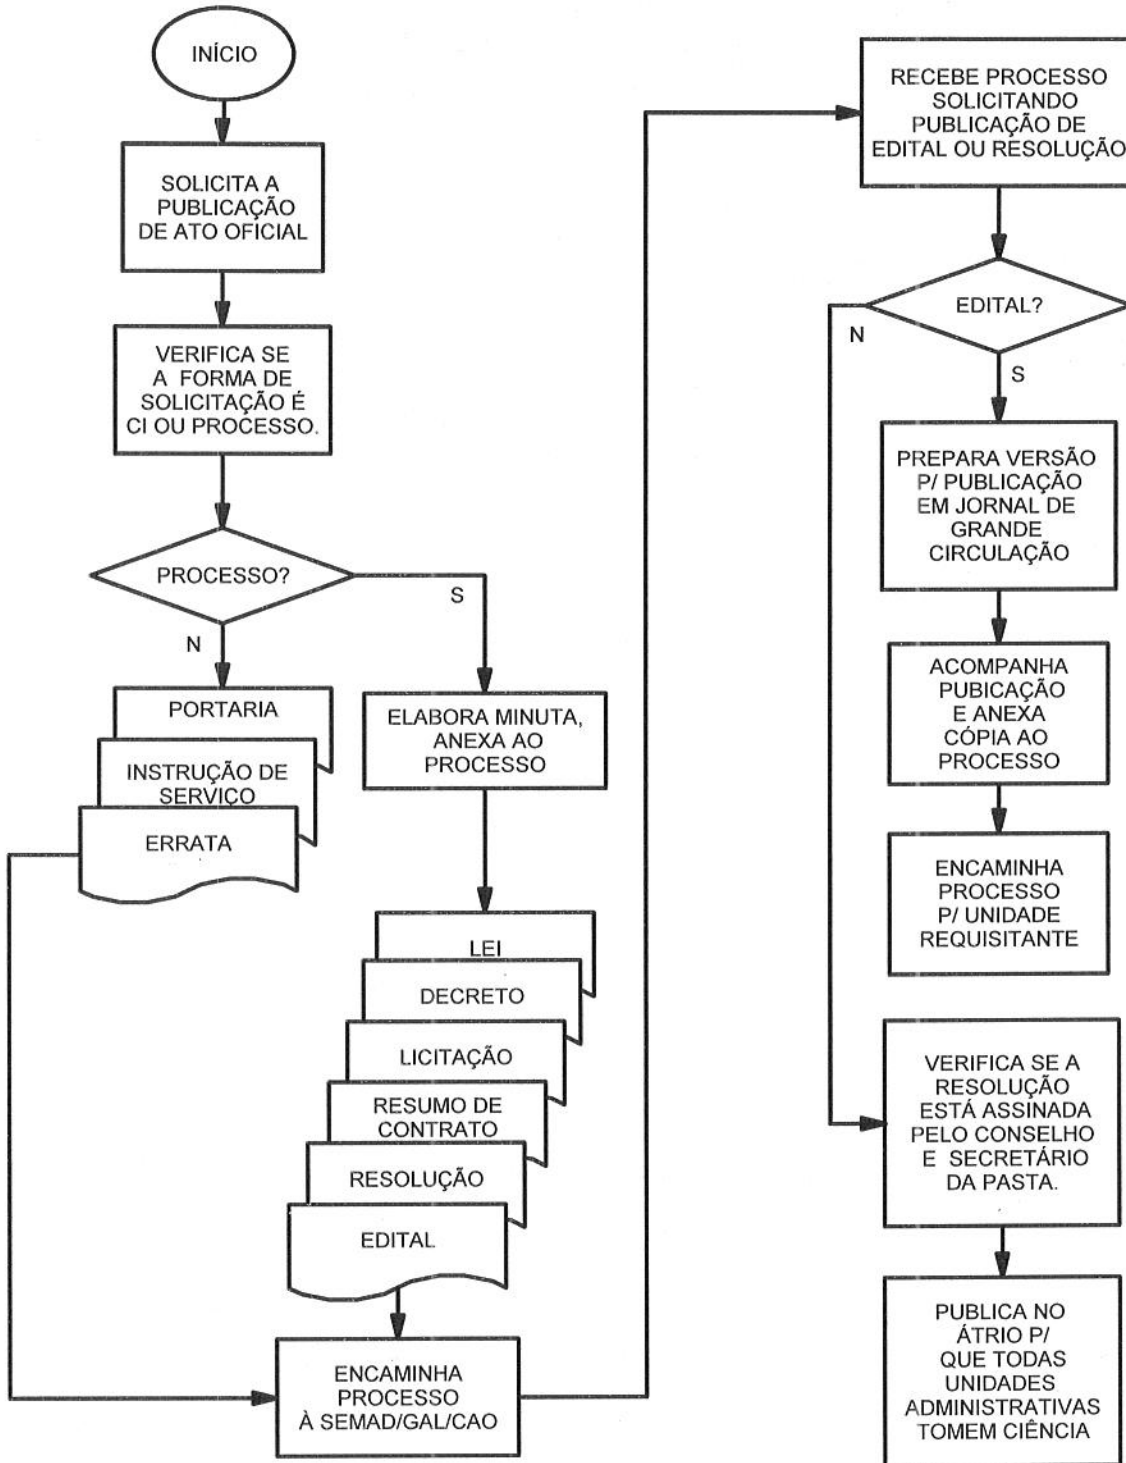 INÍCIO
SOLICITA A
PUBLICAÇÃO
DE ATO OFICIAL
VERIFICA SE
A FORMA DE
SOLICITAÇÃO É
CI OU PROCESSO.
PROCESSO?
S
N
PORTARIA
INSTRUÇÃO DE
SERVIÇO
ERRATA
ELABORA MINUTA,
ANEXA AO
PROCESSO
LEI
DECRETO
LICITAÇÃO
RESUMO DE
CONTRATO
RESOLUÇÃO
EDITAL
ENCAMINHA
PROCESSO
À SEMAD/GAL/CAO
RECEBE PROCESSO
SOLICITANDO
PUBLICAÇÃO DE
EDITAL OU RESOLUÇÃO
EDITAL?
N
S
PREPARA VERSÃO
P/ PUBLICAÇÃO
EM JORNAL DE
GRANDE
CIRCULAÇÃO
ACOMPANHA
PUBICAÇÃO
E ANEXA
CÓPIA AO
PROCESSO
ENCAMINHA
PROCESSO
P/ UNIDADE
REQUISITANTE
VERIFICA SE A
RESOLUÇÃO
ESTÁ ASSINADA
PELO CONSELHO
E SECRETÁRIO
DA PASTA.
PUBLICA NO
ÁTRIO P/
QUE TODAS
UNIDADES
ADMINISTRATIVAS
TOMEM CIÊNCIA